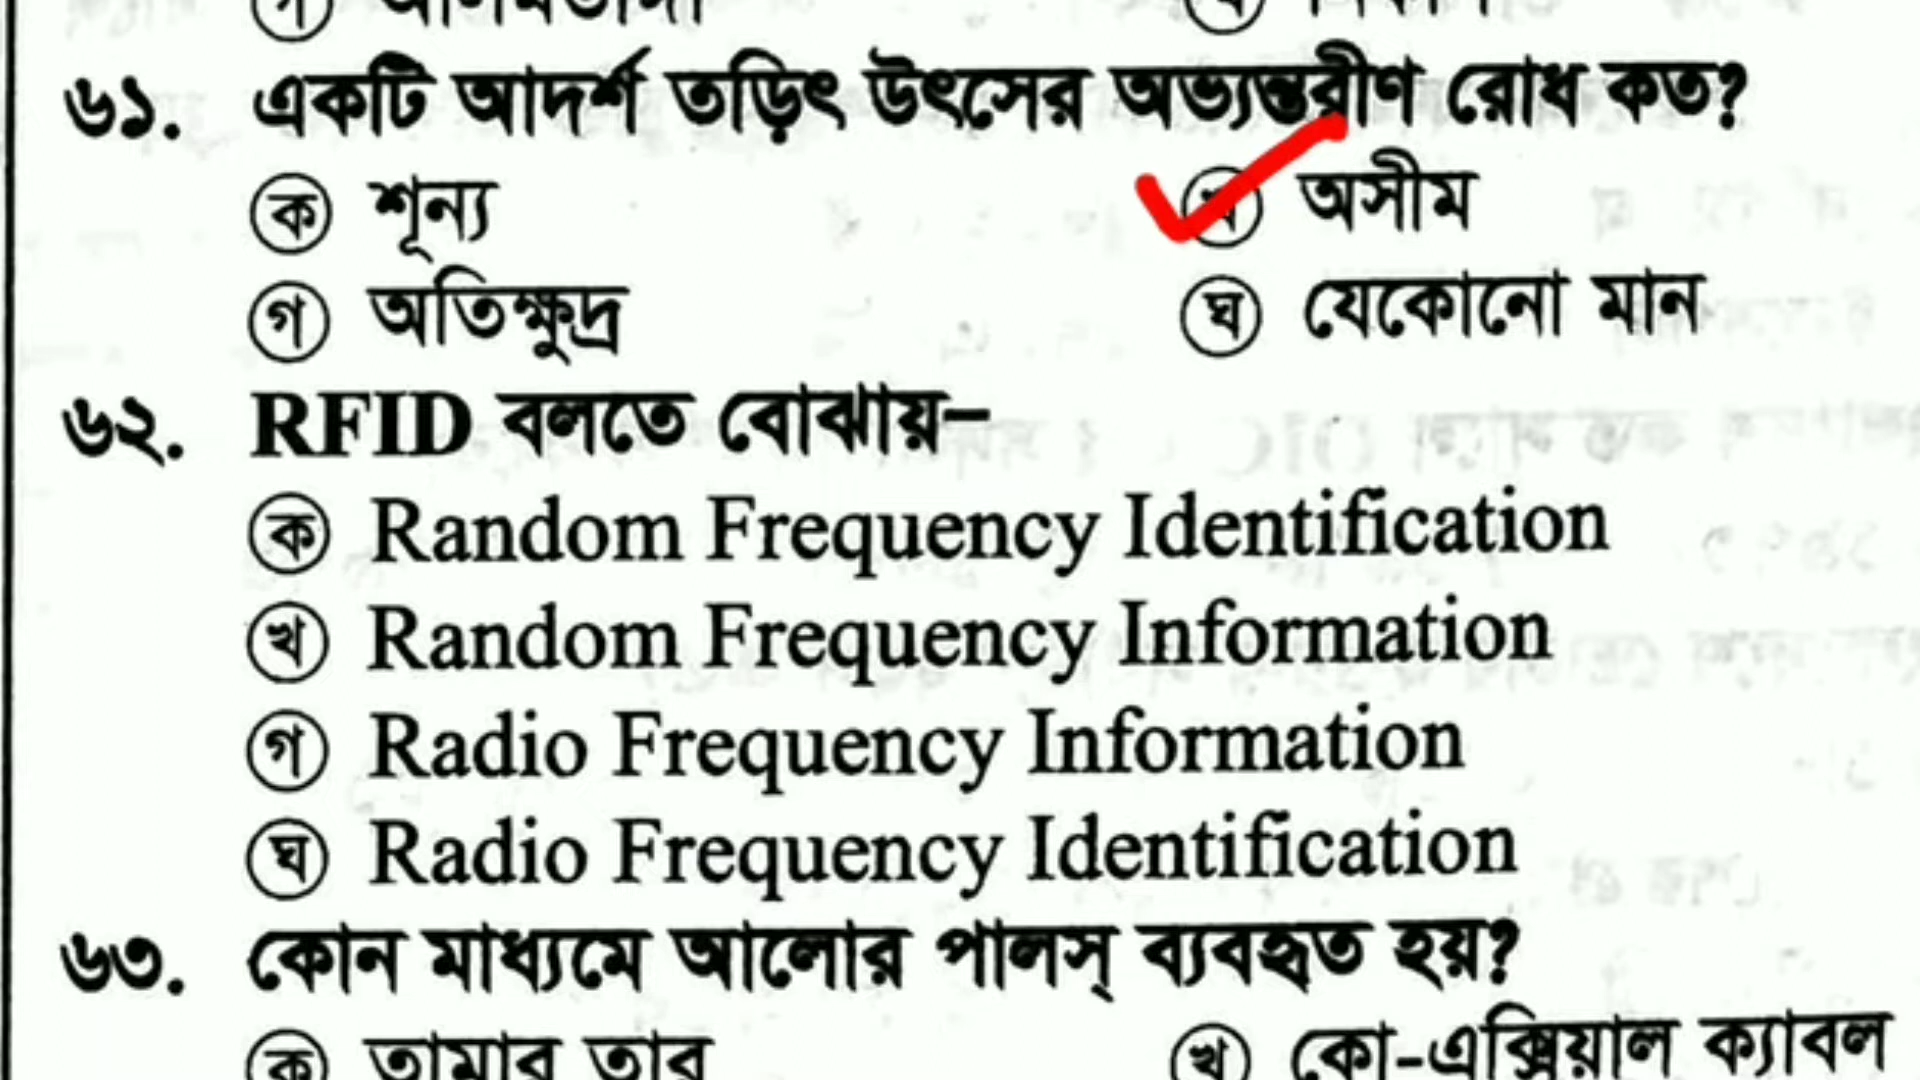 ৬১. একটি আদর্শ তড়িৎ উৎসের অভ্যন্তরীণ রোধ কত?
ক শূন্য খ অসীম
গ অতিক্ষুদ্র ঘ যেকোনো মান
৬২. RFID বলতে বোঝায়–
ক Random Frequency Identification
খ Random Frequency Information
গ Radio Frequency Information
ঘ Radio Frequency Identification
৬৩. কোন মাধ্যমে আলোর পালস্ ব্যবহৃত হয়?
ক তামার তার খ কো-এক্সিয়াল ক্যাবল